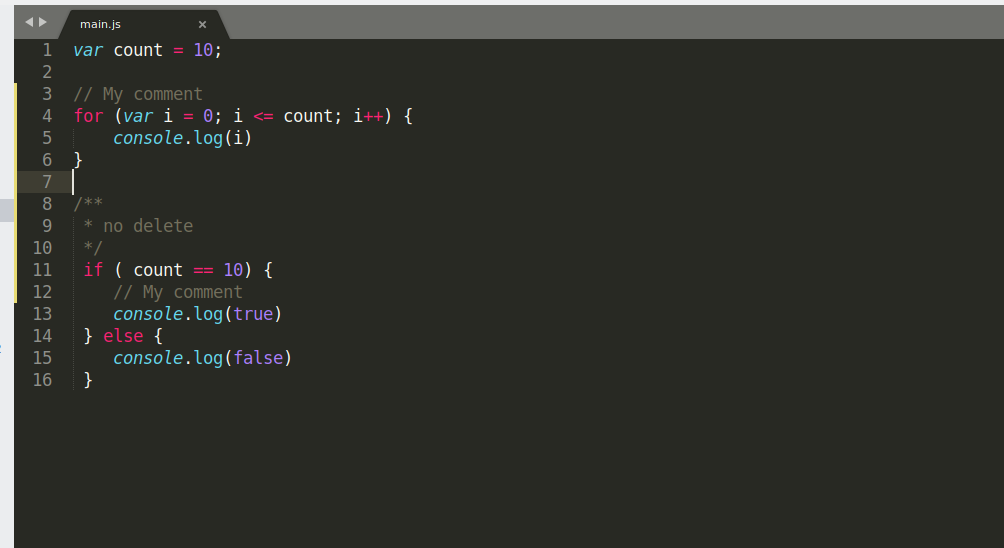 main.js ×
1 var count = 10;
2
3 // My comment
4 for (var i = 0; i <= count; i++) {
5     console.log(i)
6 }
7
8 /**
9  * no delete
10  */
11  if ( count == 10) {
12     // My comment
13     console.log(true)
14  } else {
15     console.log(false)
16  }